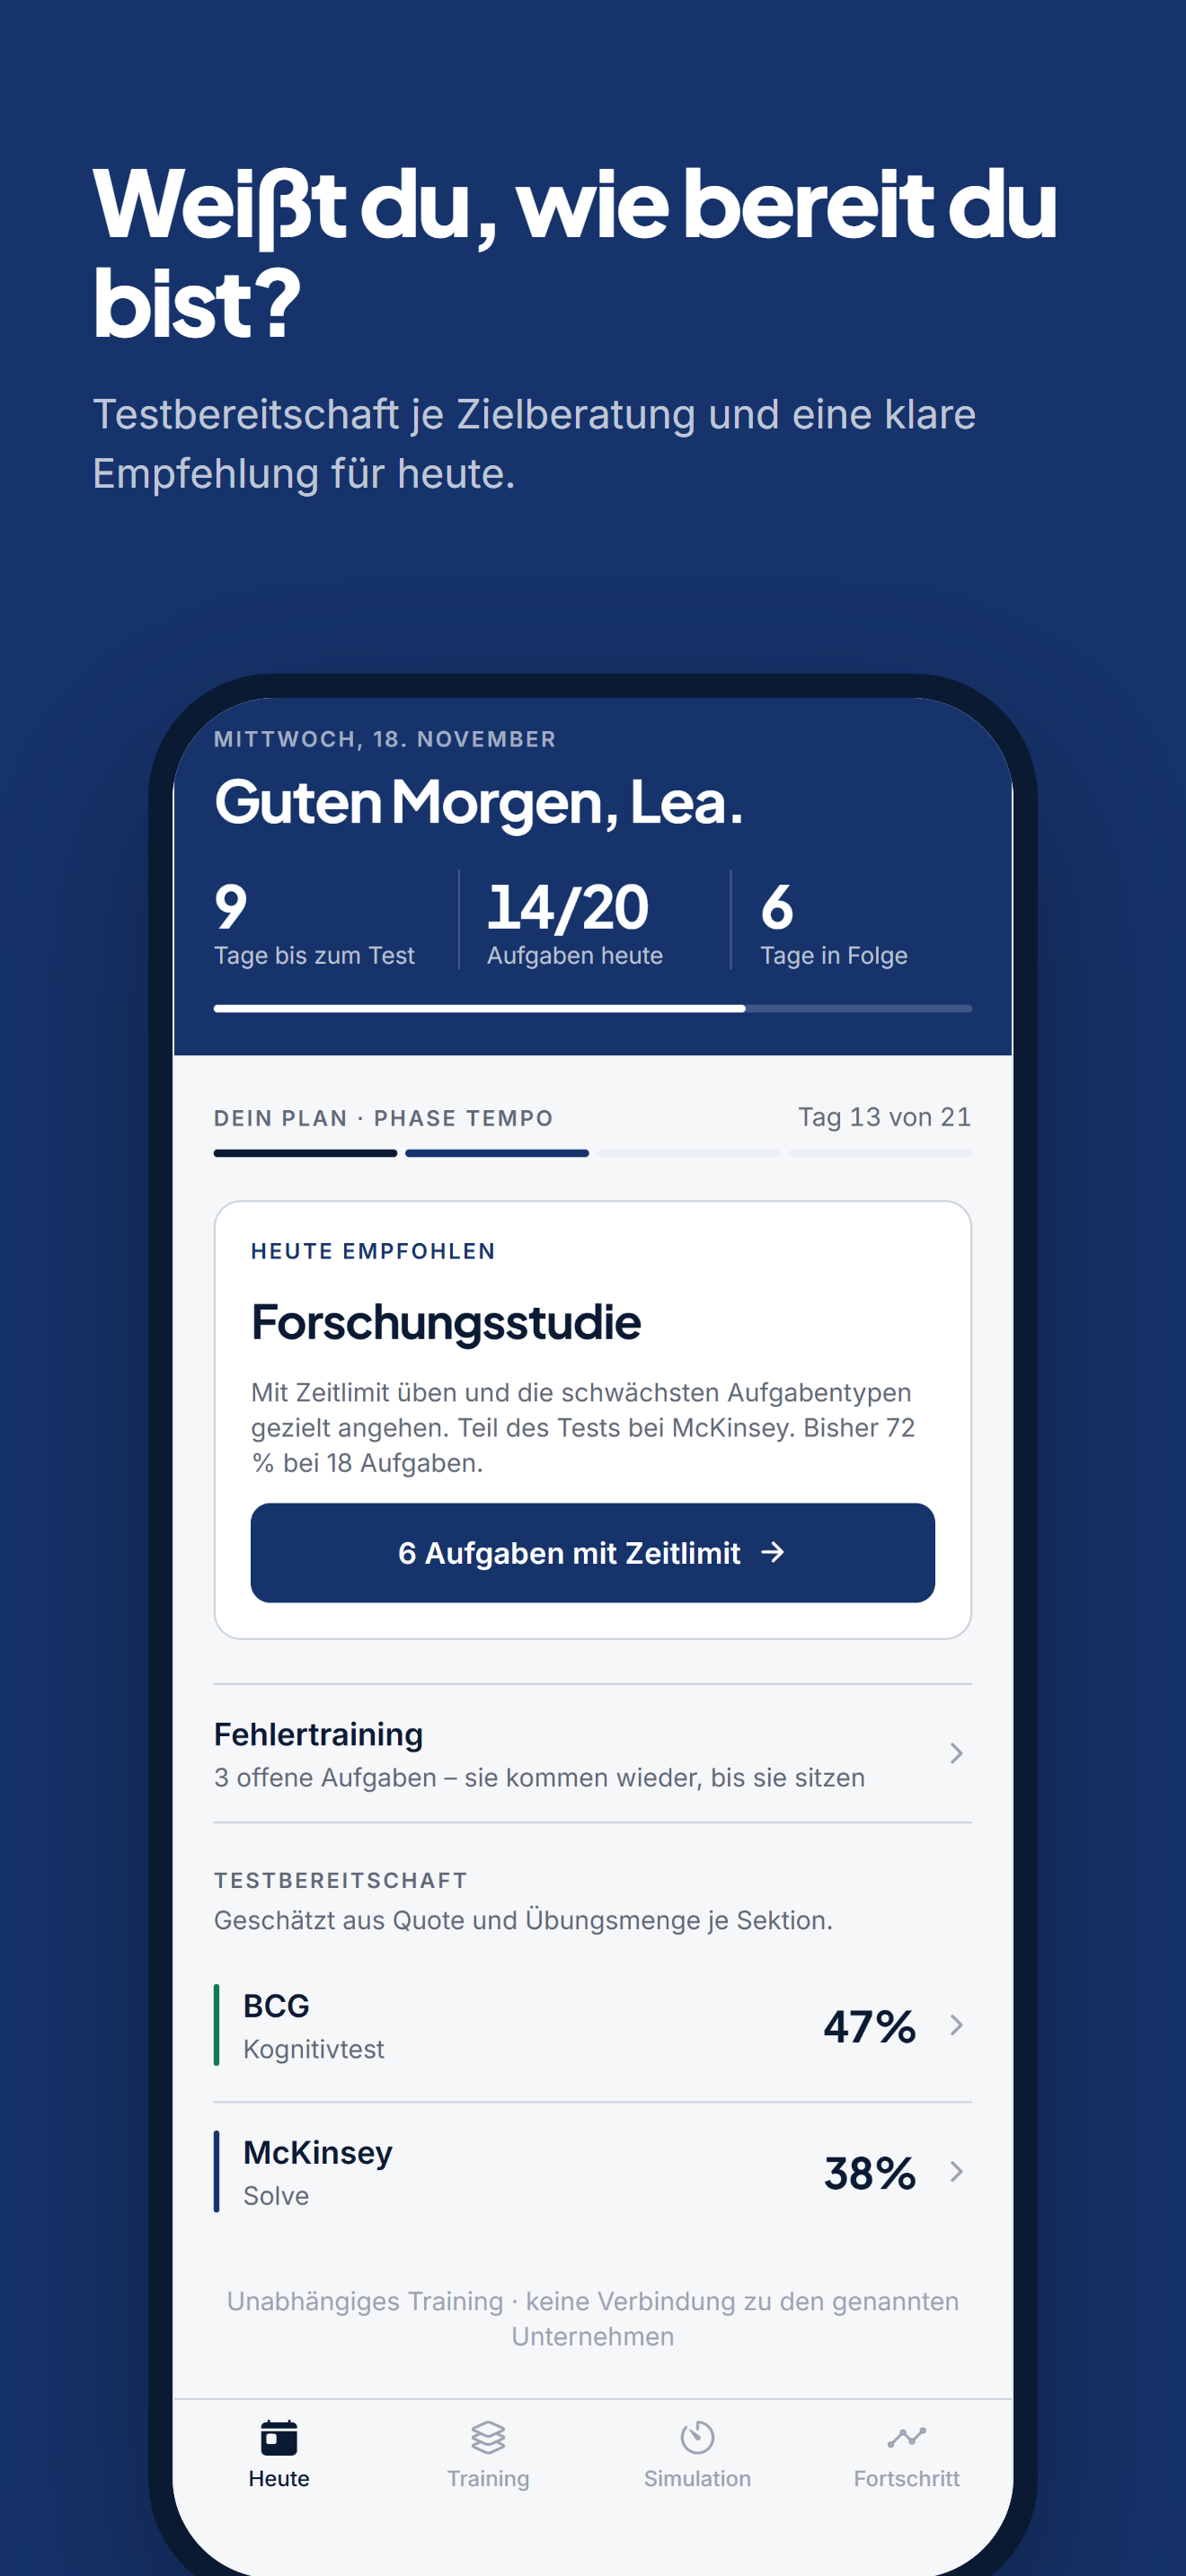 Weißt du, wie bereit du
bist?
Testbereitschaft je Zielberatung und eine klare
Empfehlung für heute.
MITTWOCH, 18. NOVEMBER
Guten Morgen, Lea.
9
Tage bis zum Test
14/20
Aufgaben heute
6
Tage in Folge
DEIN PLAN · PHASE TEMPO
Tag 13 von 21
HEUTE EMPFOHLEN
Forschungsstudie
Mit Zeitlimit üben und die schwächsten Aufgabentypen
gezielt angehen. Teil des Tests bei McKinsey. Bisher 72
% bei 18 Aufgaben.
6 Aufgaben mit Zeitlimit →
Fehlertraining
3 offene Aufgaben – sie kommen wieder, bis sie sitzen
TESTBEREITSCHAFT
Geschätzt aus Quote und Übungsmenge je Sektion.
BCG
Kognitivtest
47%
McKinsey
Solve
38%
Unabhängiges Training · keine Verbindung zu den genannten
Unternehmen
Heute
Training
Simulation
Fortschritt